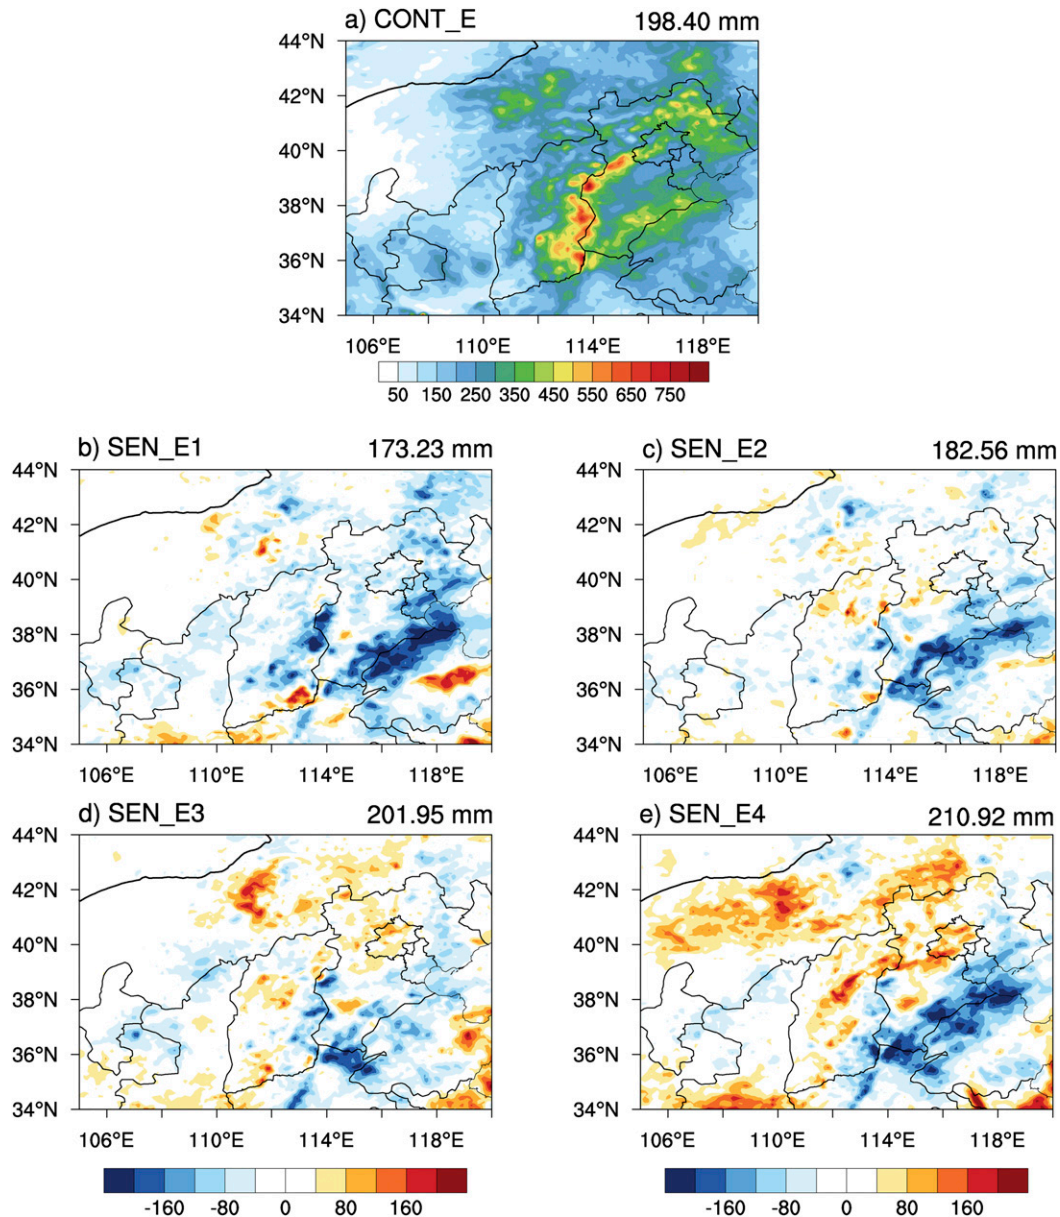 a) CONT_E 198.40 mm
44°N
42°N
40°N
38°N
36°N
34°N
106°E 110°E 114°E 118°E
50 150 250 350 450 550 650 750
b) SEN_E1 173.23 mm
44°N
42°N
40°N
38°N
36°N
34°N
106°E 110°E 114°E 118°E
c) SEN_E2 182.56 mm
44°N
42°N
40°N
38°N
36°N
34°N
106°E 110°E 114°E 118°E
d) SEN_E3 201.95 mm
44°N
42°N
40°N
38°N
36°N
34°N
106°E 110°E 114°E 118°E
-160 -80 0 80 160
e) SEN_E4 210.92 mm
44°N
42°N
40°N
38°N
36°N
34°N
106°E 110°E 114°E 118°E
-160 -80 0 80 160